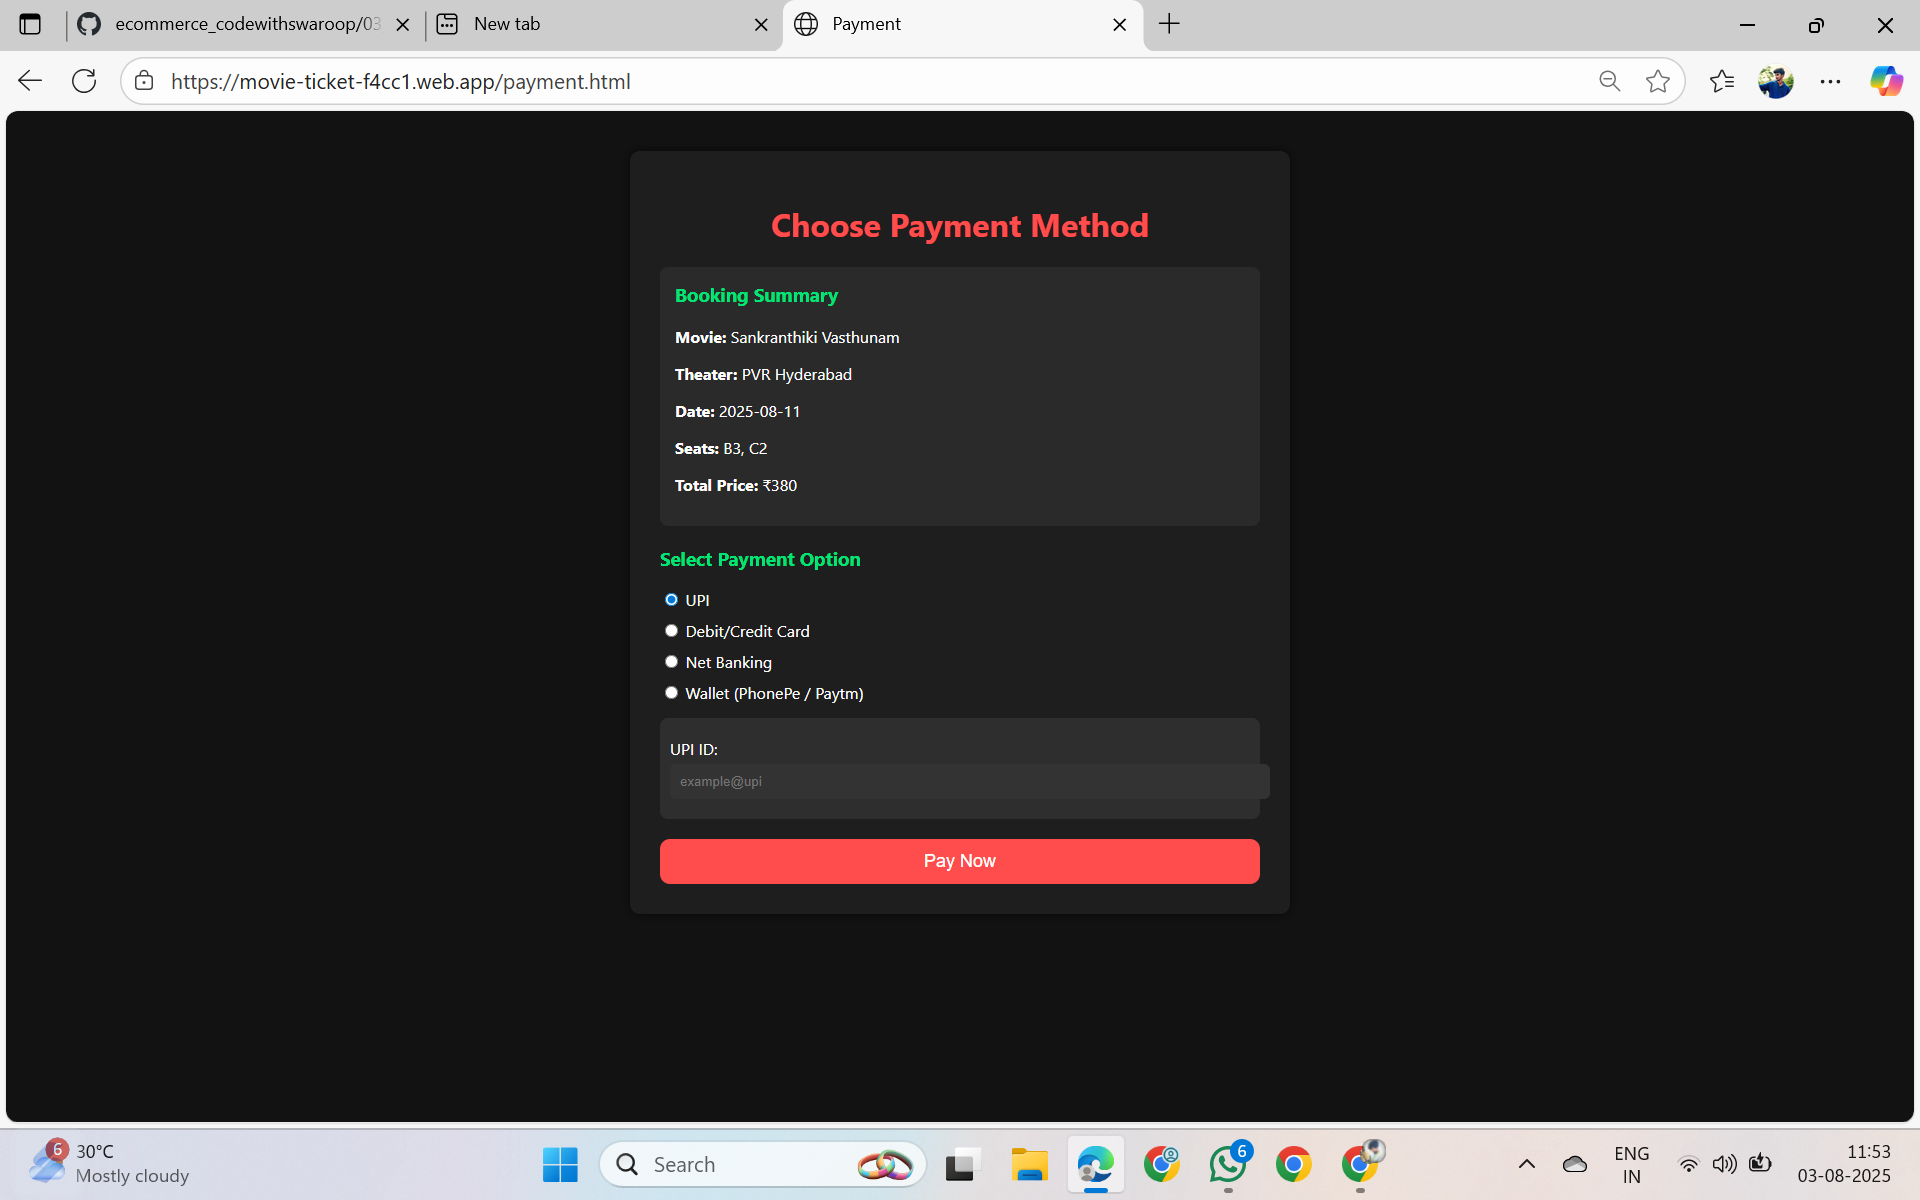 ecommerce_codewithswaroop/03
New tab
Payment
https://movie-ticket-f4cc1.web.app/payment.html
Choose Payment Method
Booking Summary
Movie: Sankranthiki Vasthunam
Theater: PVR Hyderabad
Date: 2025-08-11
Seats: B3, C2
Total Price: ₹380
Select Payment Option
UPI
Debit/Credit Card
Net Banking
Wallet (PhonePe / Paytm)
UPI ID:
example@upi
Pay Now
6
30°C
Mostly cloudy
Search
6
ENG
IN
11:53
03-08-2025